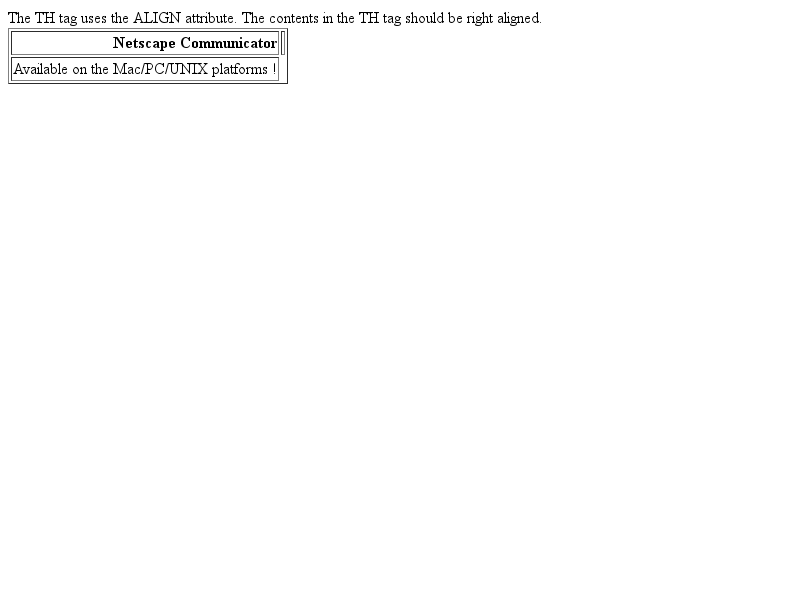 The TH tag uses the ALIGN attribute. The contents in the TH tag should be right aligned.
Netscape Communicator
Available on the Mac/PC/UNIX platforms !